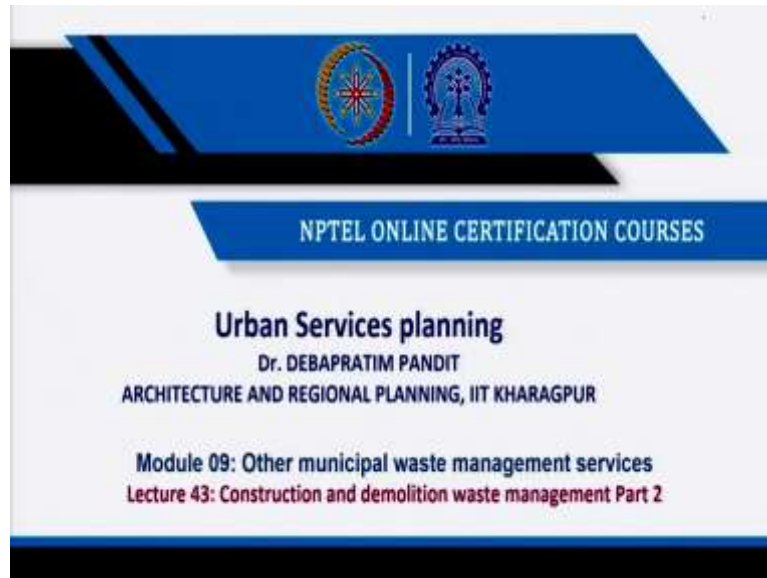 NPTEL ONLINE CERTIFICATION COURSES
Urban Services planning
Dr. DEBAPRATIM PANDIT
ARCHITECTURE AND REGIONAL PLANNING, IIT KHARAGPUR
Module 09: Other municipal waste management services
Lecture 43: Construction and demolition waste management Part 2